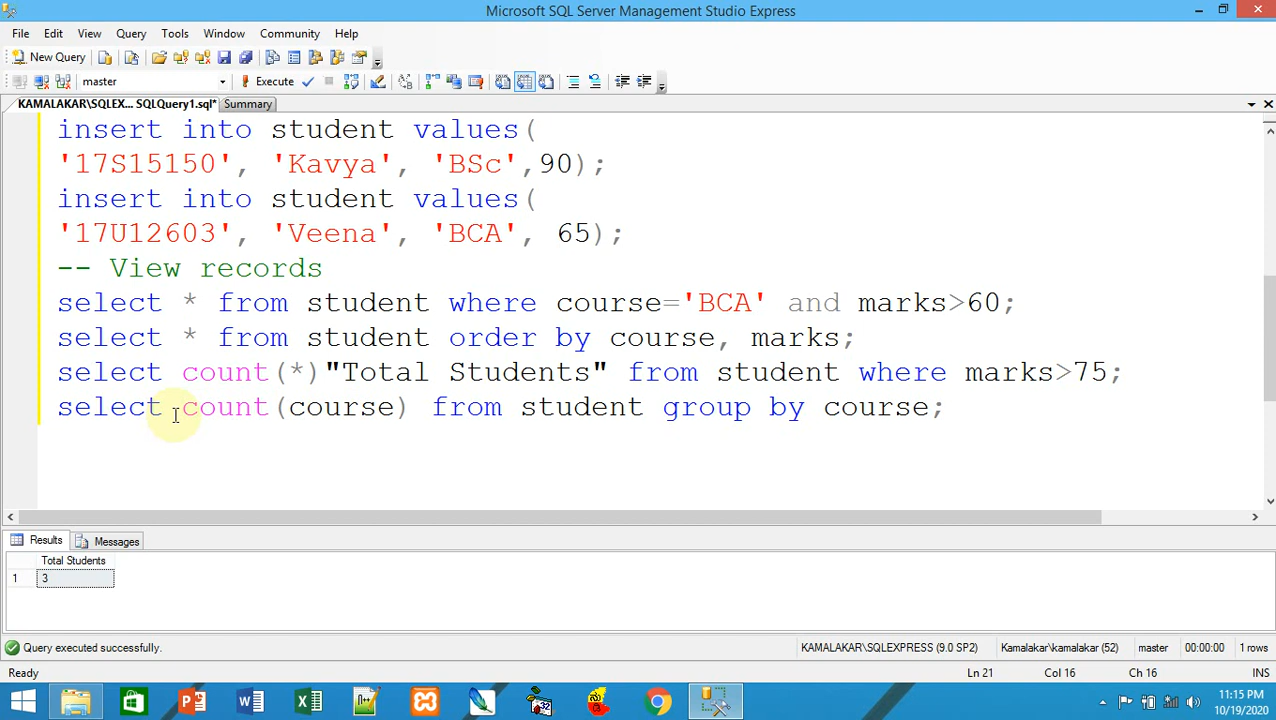 Microsoft SQL Server Management Studio Express
File Edit View Query Tools Window Community Help
New Query
master Execute
KAMALAKAR\SQLEX... SQLQuery1.sql* Summary
insert into student values(
'17S15150', 'Kavya', 'BSc',90);
insert into student values(
'17U12603', 'Veena', 'BCA', 65);
-- View records
select * from student where course='BCA' and marks>60;
select * from student order by course, marks;
select count(*)"Total Students" from student where marks>75;
select count(course) from student group by course;
Results Messages
Total Students
1 3
Query executed successfully. KAMALAKAR\SQLEXPRESS (9.0 SP2) Kamalakar\kamalakar (52) master 00:00:00 1 rows
Ready Ln 21 Col 16 Ch 16 INS
32
11:15 PM
10/19/2020